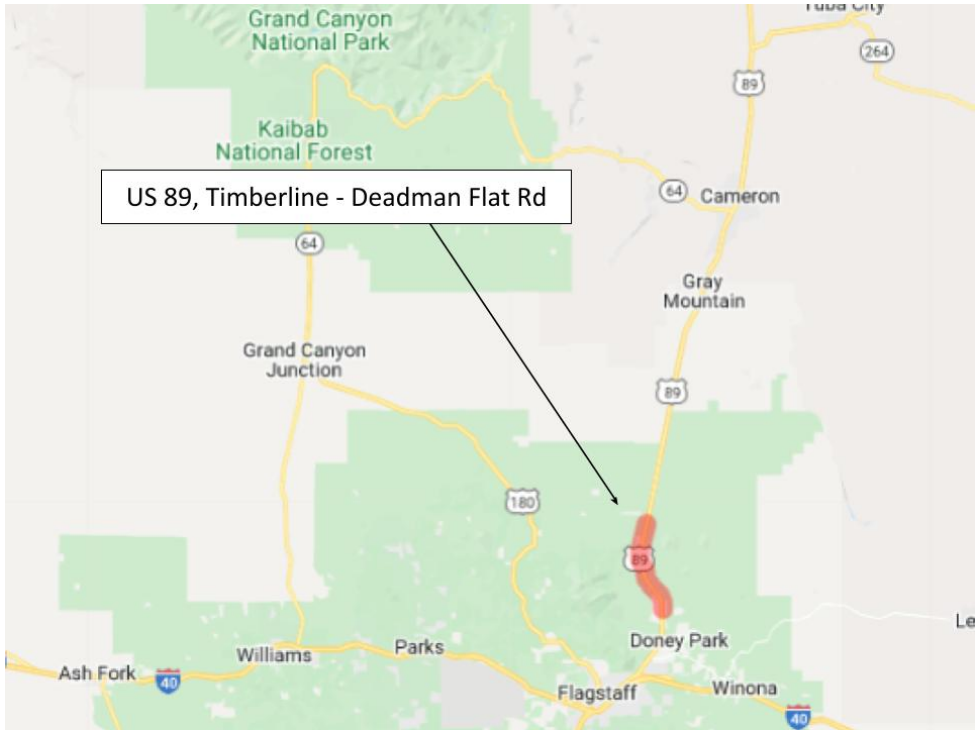 Grand Canyon
National Park
Tuba City
264
89
Kaibab
National Forest
US 89, Timberline - Deadman Flat Rd
64
Cameron
64
Gray
Mountain
Grand Canyon
Junction
89
180
89
Doney Park
Le
Williams
Parks
Ash Fork
40
Flagstaff
Winona
40